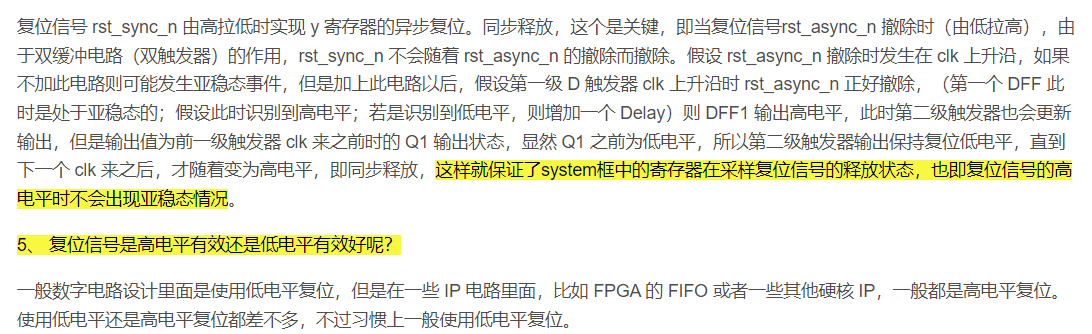 复位信号 rst_sync_n 由高拉低时实现 y 寄存器的异步复位。同步释放，这个是关键，即当复位信号rst_async_n 撤除时（由低拉高），由
于双缓冲电路（双触发器）的作用，rst_sync_n 不会随着 rst_async_n 的撤除而撤除。假设 rst_async_n 撤除时发生在 clk 上升沿，如果
不加此电路则可能发生亚稳态事件，但是加上此电路以后，假设第一级 D 触发器 clk 上升沿时 rst_async_n 正好撤除，（第一个 DFF 此
时是处于亚稳态的；假设此时识别到高电平；若是识别到低电平，则增加一个 Delay）则 DFF1 输出高电平，此时第二级触发器也会更新
输出，但是输出值为前一级触发器 clk 来之前时的 Q1 输出状态，显然 Q1 之前为低电平，所以第二级触发器输出保持复位低电平，直到
下一个 clk 来之后，才随着变为高电平，即同步释放，这样就保证了system框中的寄存器在采样复位信号的释放状态，也即复位信号的高
电平时不会出现亚稳态情况。
5、 复位信号是高电平有效还是低电平有效好呢？
一般数字电路设计里面是使用低电平复位，但是在一些 IP 电路里面，比如 FPGA 的 FIFO 或者一些其他硬核 IP，一般都是高电平复位。
使用低电平还是高电平复位都差不多，不过习惯上一般使用低电平复位。